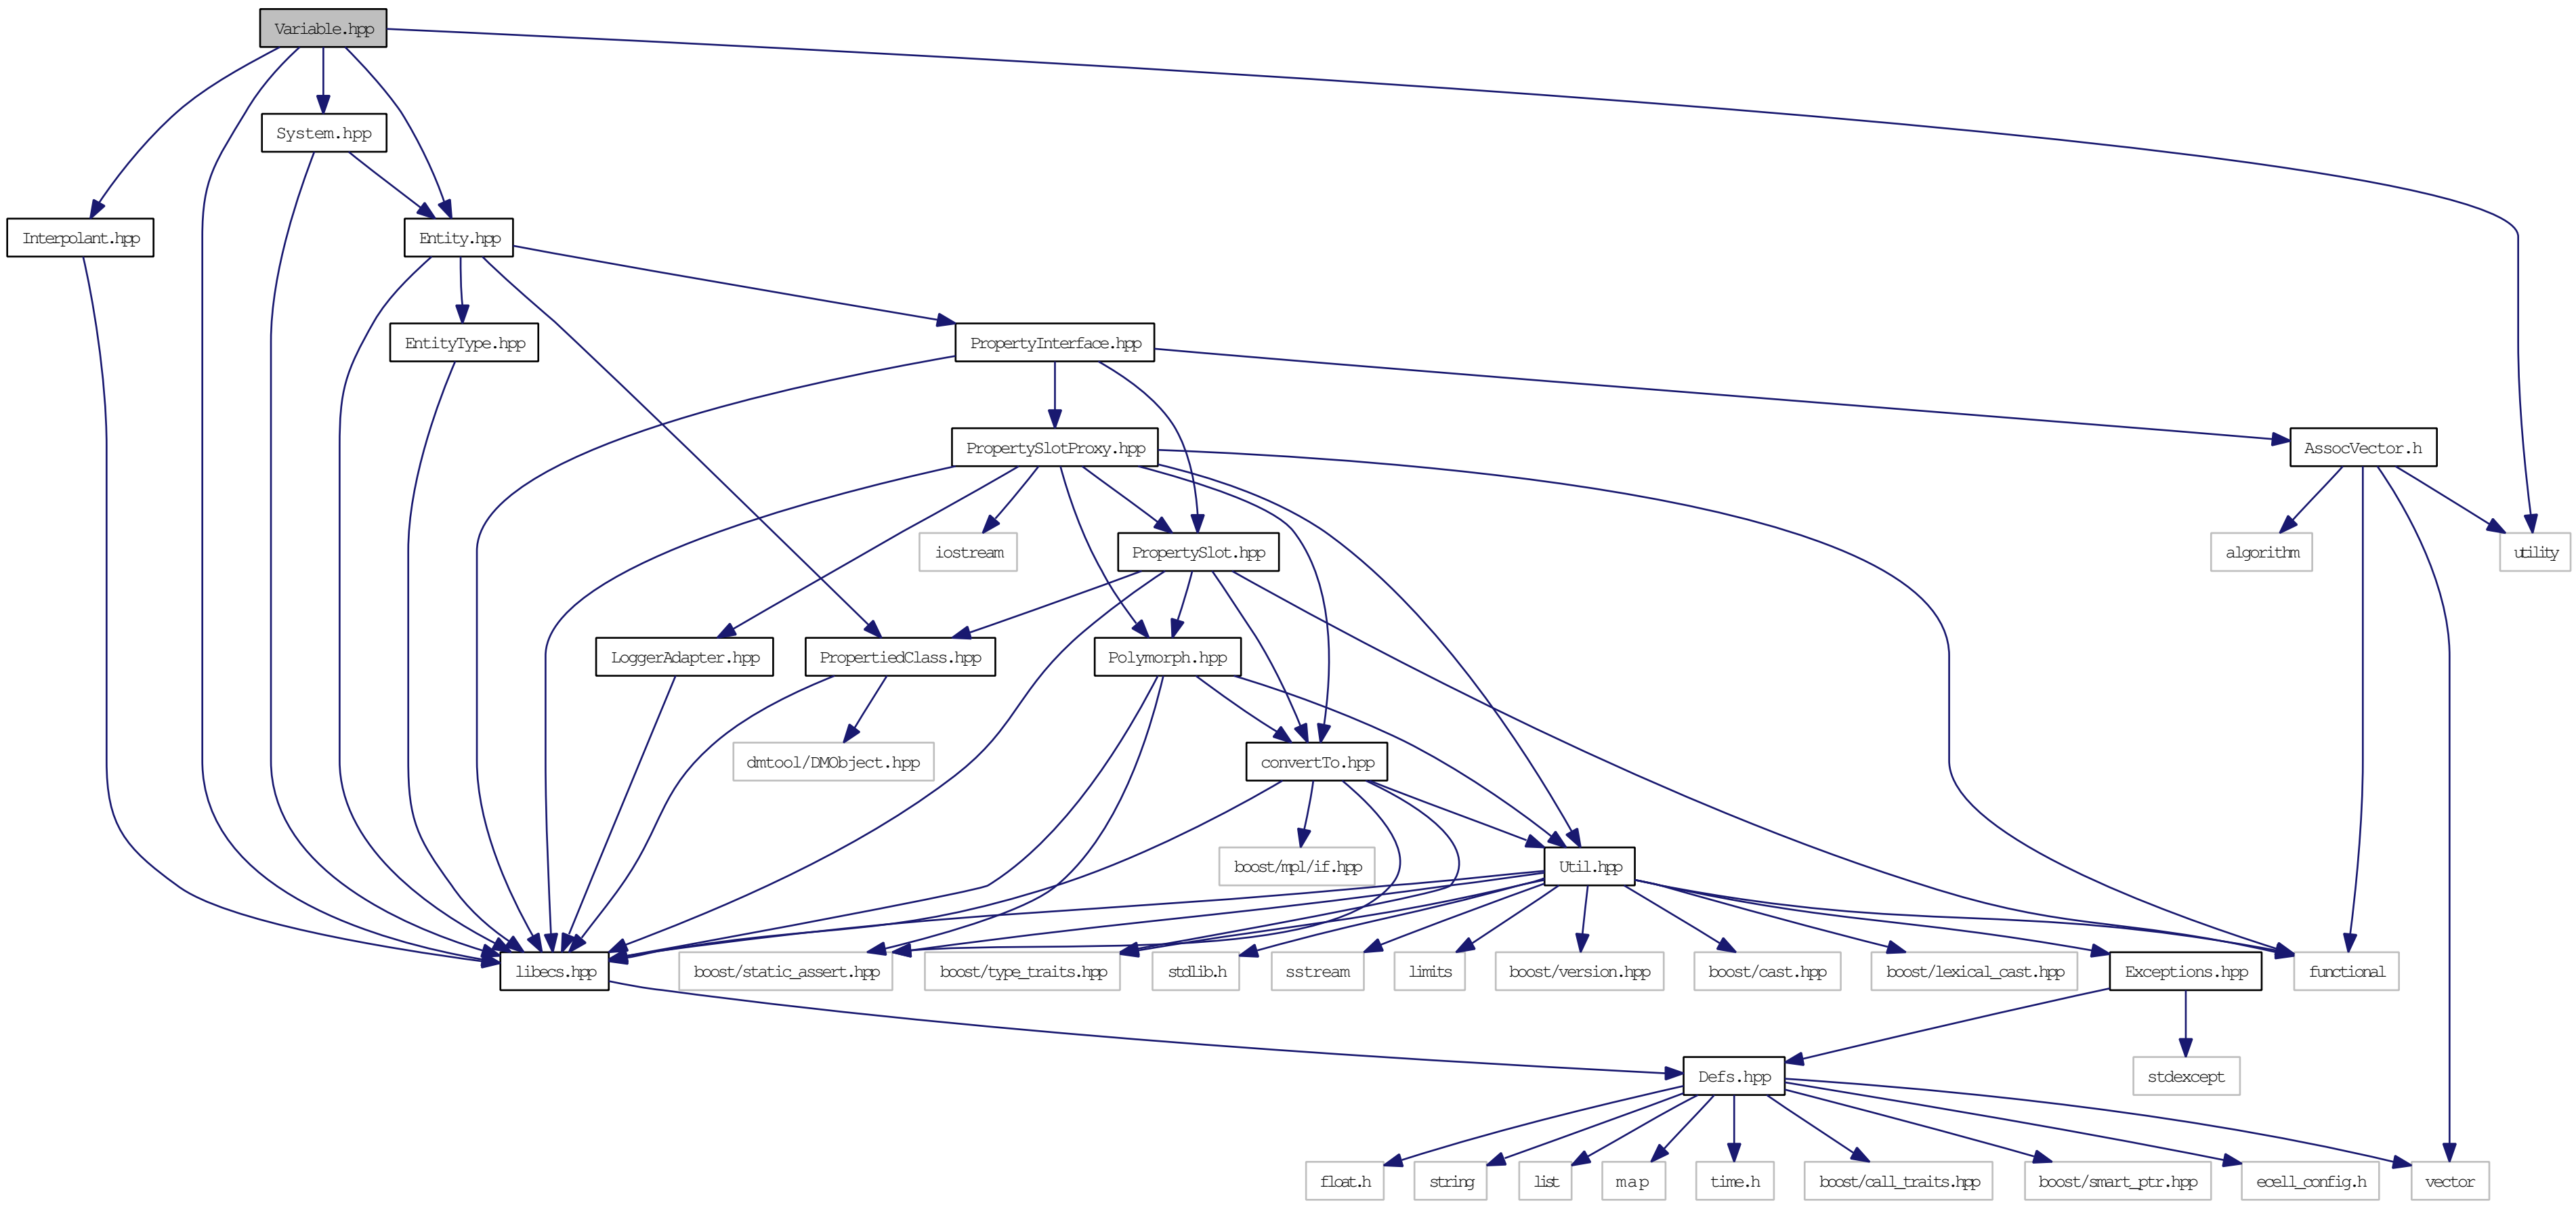 Variable.hpp
System.hpp
Interpolant.hpp
Entity.hpp
EntityType.hpp
PropertyInterface.hpp
PropertySlotProxy.hpp
AssocVector.h
iostream
PropertySlot.hpp
algorithm
utility
LoggerAdapter.hpp
PropertiedClass.hpp
Polymorph.hpp
dmtool/DMObject.hpp
convertTo.hpp
boost/mpl/if.hpp
Util.hpp
libecs.hpp
boost/static_assert.hpp
boost/type_traits.hpp
stdlib.h
sstream
limits
boost/version.hpp
boost/cast.hpp
boost/lexical_cast.hpp
Exceptions.hpp
functional
Defs.hpp
stdexcept
float.h
string
list
map
time.h
boost/call_traits.hpp
boost/smart_ptr.hpp
ecell_config.h
vector